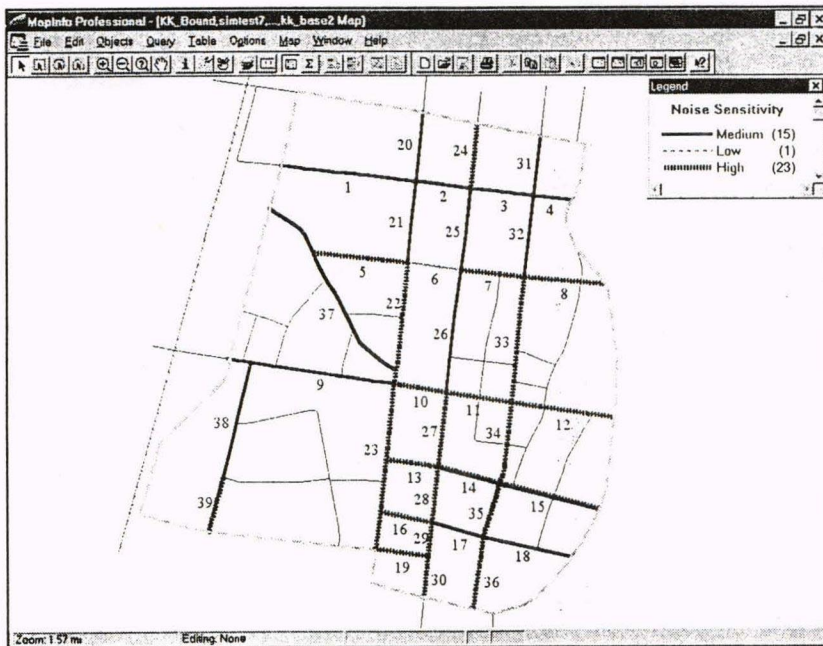 MapInfo Professional - [KK_Bound,simtest7,...,kk_base2 Map]
File Edit Objects Query Table Options Map Window Help
Legend
Noise Sensitivity
Medium (15)
Low (1)
High (23)
20 24 31
1 2 3 4
21 25 32
5 6 7 8
37 22 26 33
9 10 11 12
38 27 34
23 13 14 15
39 28 35
16 29 17 18
19 30 36
Zoom: 1.57 mi Editing: None